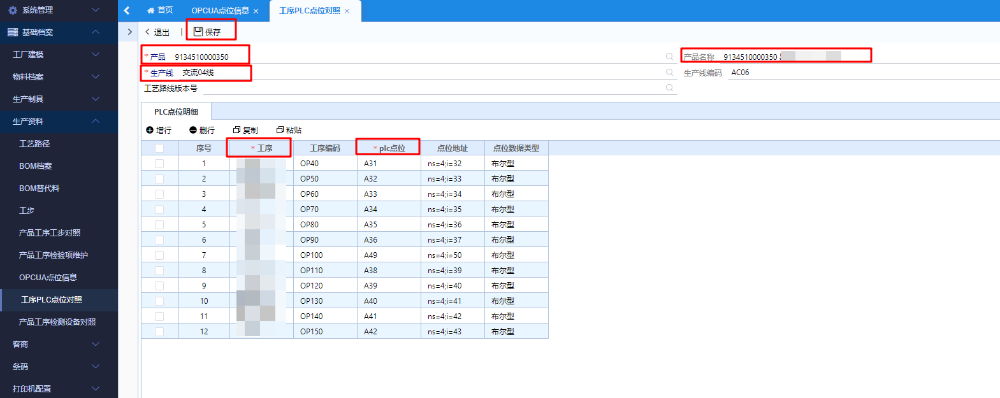 系统管理
基础档案
工厂建模
物料档案
生产制具
生产资料
工艺路径
BOM档案
BOM替代料
工步
产品工序工步对照
产品工序检验项维护
OPCUA点位信息
工序PLC点位对照
产品工序检测设备对照
客商
条码
打印机配置
首页 OPCUA点位信息 × 工序PLC点位对照 ×
退出 | 保存
* 产品 9134510000350 产品名称 9134510000350
* 生产线 交流04线 生产线编码 AC06
工艺路线版本号
PLC点位明细
增行 删行 复制 粘贴
序号 * 工序 工序编码 * plc点位 点位地址 点位数据类型
1 OP40 A31 ns=4;i=32 布尔型
2 OP50 A32 ns=4;i=33 布尔型
3 OP60 A33 ns=4;i=34 布尔型
4 OP70 A34 ns=4;i=35 布尔型
5 OP80 A35 ns=4;i=36 布尔型
6 OP90 A36 ns=4;i=37 布尔型
7 OP100 A49 ns=4;i=50 布尔型
8 OP110 A38 ns=4;i=39 布尔型
9 OP120 A39 ns=4;i=40 布尔型
10 OP130 A40 ns=4;i=41 布尔型
11 OP140 A41 ns=4;i=42 布尔型
12 OP150 A42 ns=4;i=43 布尔型